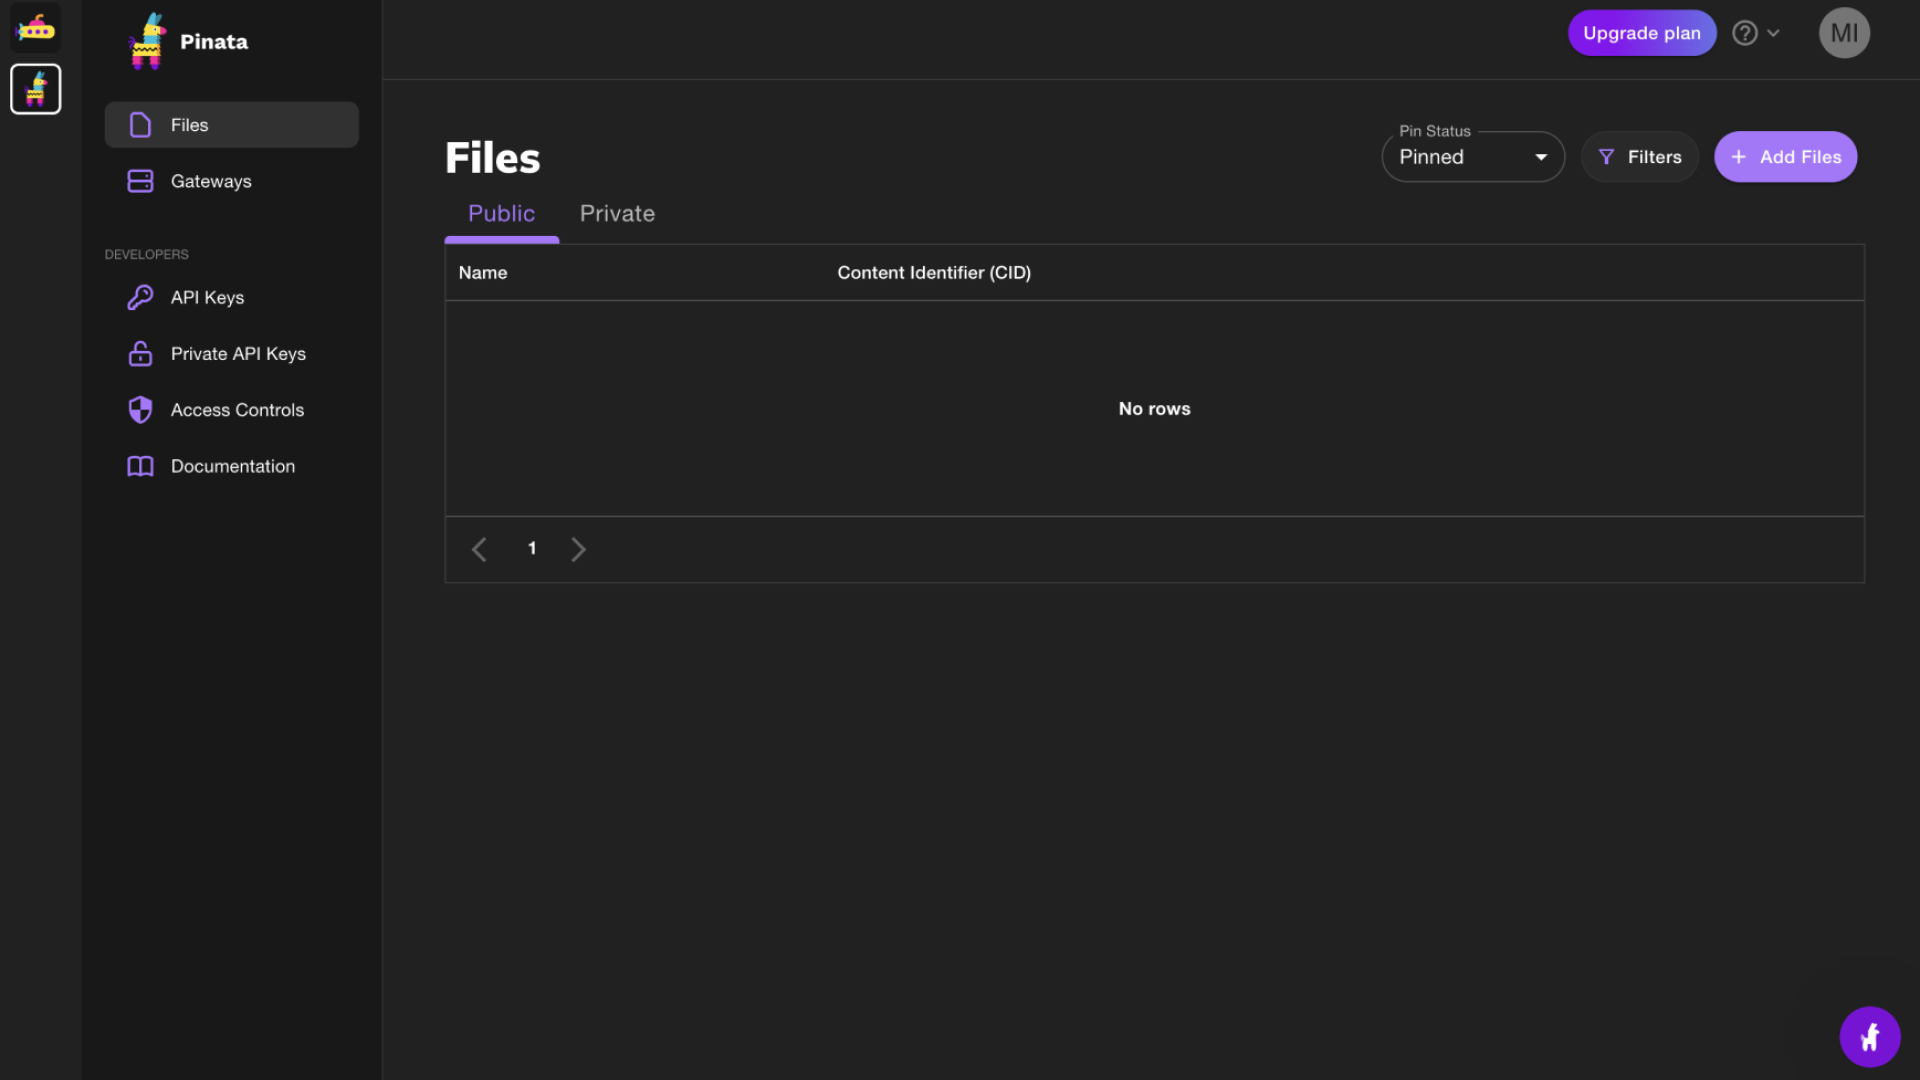 Pinata
Files
Gateways
DEVELOPERS
API Keys
Private API Keys
Access Controls
Documentation
Upgrade plan
MI
Files
Pin Status
Pinned
Filters
+ Add Files
Public
Private
Name
Content Identifier (CID)
No rows
1